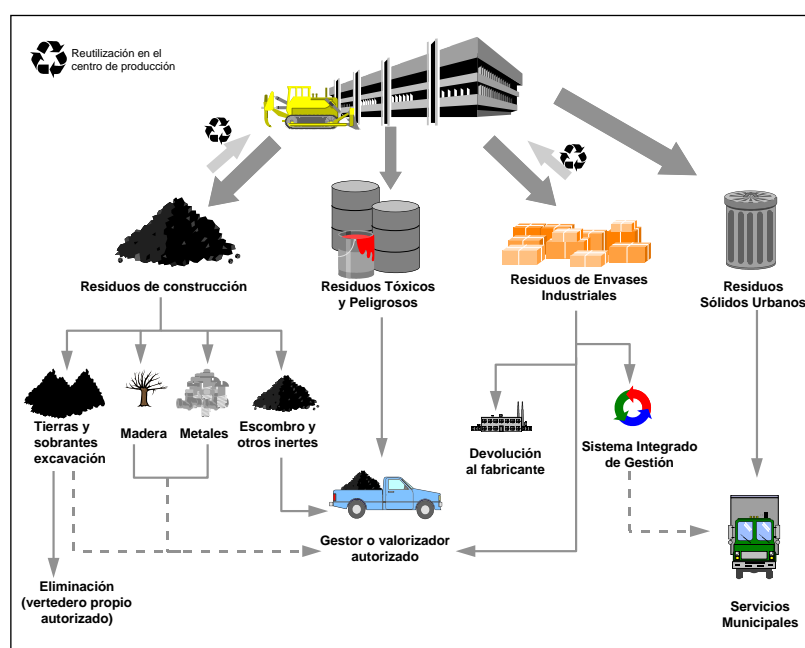 Reutilización en el
centro de producción
Residuos de construcción
Residuos Tóxicos
y Peligrosos
Residuos de Envases
Industriales
Residuos
Sólidos Urbanos
Tierras y
sobrantes
excavación
Madera
Metales
Escombro y
otros inertes
Devolución
al fabricante
Sistema Integrado
de Gestión
Gestor o valorizador
autorizado
Eliminación
(vertedero propio
autorizado)
Servicios
Municipales